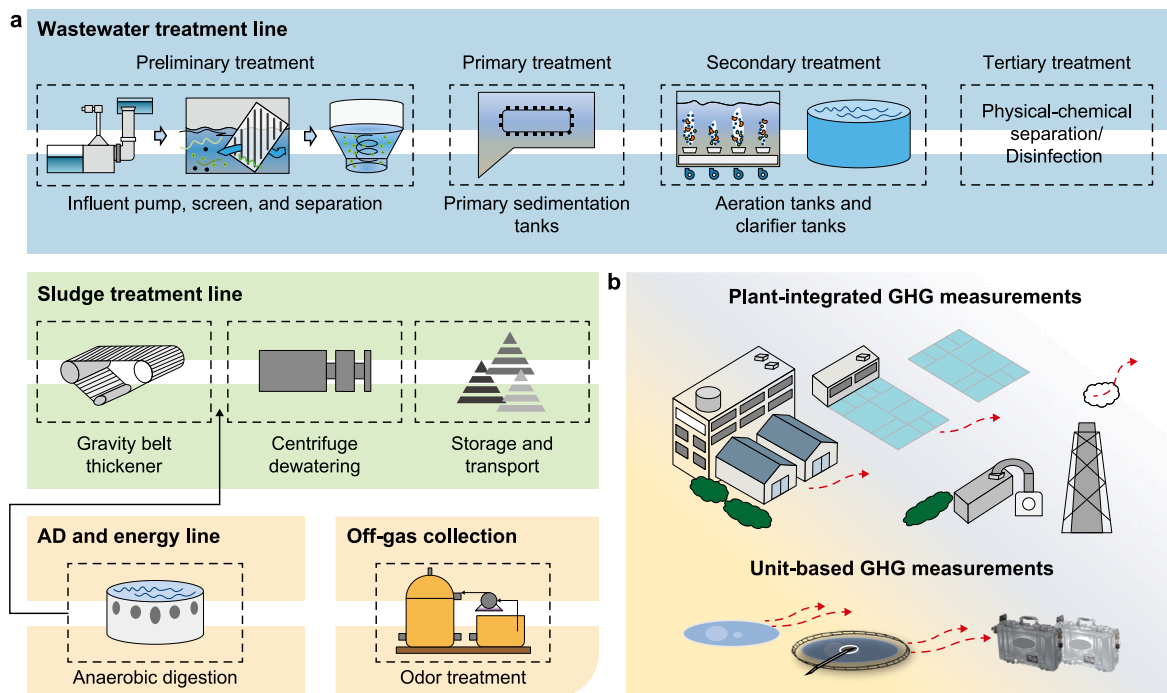 a
Wastewater treatment line
Preliminary treatment
Primary treatment
Secondary treatment
Tertiary treatment
Physical-chemical
separation/
Disinfection
Influent pump, screen, and separation
Primary sedimentation
tanks
Aeration tanks and
clarifier tanks
Sludge treatment line
Gravity belt
thickener
Centrifuge
dewatering
Storage and
transport
AD and energy line
Anaerobic digestion
Off-gas collection
Odor treatment
b
Plant-integrated GHG measurements
Unit-based GHG measurements